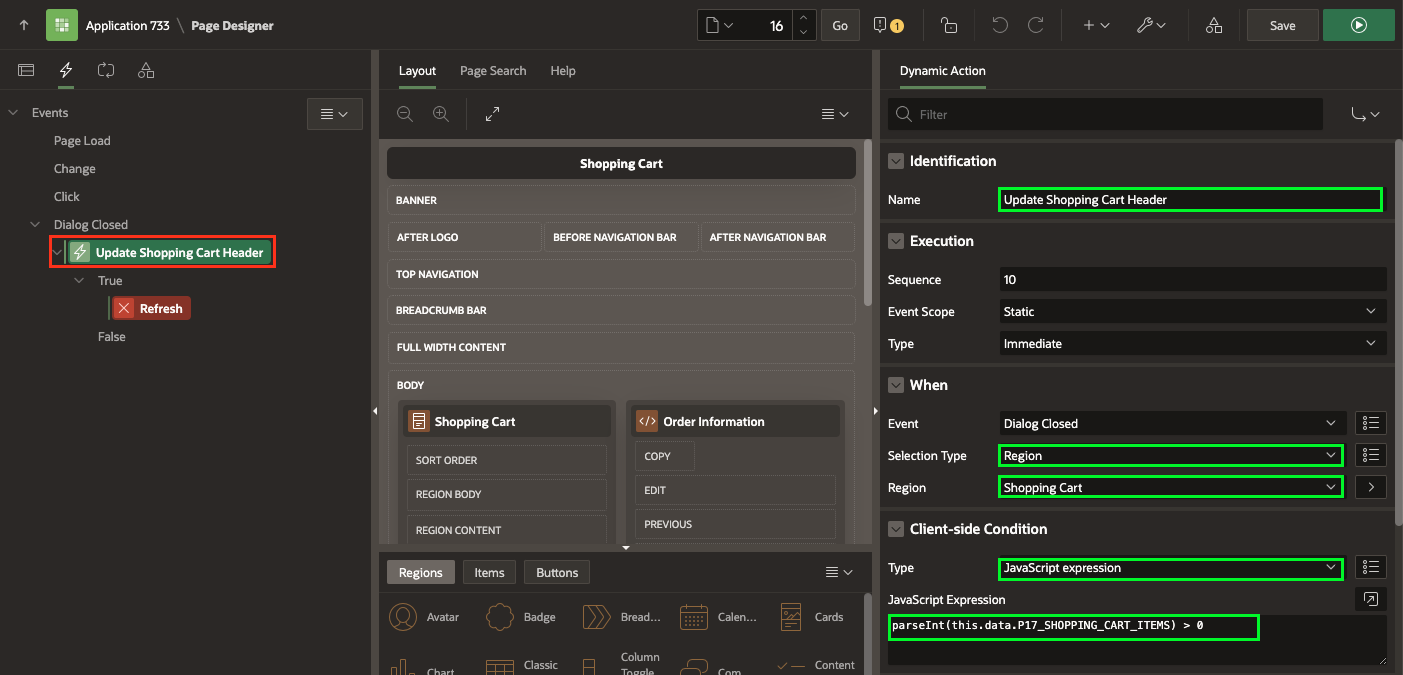 Application 733 \ Page Designer
16
Go
1
Save
Events
Page Load
Change
Click
Dialog Closed
Update Shopping Cart Header
True
Refresh
False
Layout
Page Search
Help
Shopping Cart
BANNER
AFTER LOGO
BEFORE NAVIGATION BAR
AFTER NAVIGATION BAR
TOP NAVIGATION
BREADCRUMB BAR
FULL WIDTH CONTENT
BODY
Shopping Cart
SORT ORDER
REGION BODY
REGION CONTENT
Order Information
COPY
EDIT
PREVIOUS
Regions
Items
Buttons
Avatar
Badge
Bread...
Calen...
Cards
Chart
Classic
Column
Toggle
Com
Content
Dynamic Action
Filter
Identification
Name
Update Shopping Cart Header
Execution
Sequence
10
Event Scope
Static
Type
Immediate
When
Event
Dialog Closed
Selection Type
Region
Region
Shopping Cart
Client-side Condition
Type
JavaScript expression
JavaScript Expression
parseInt(this.data.P17_SHOPPING_CART_ITEMS) > 0